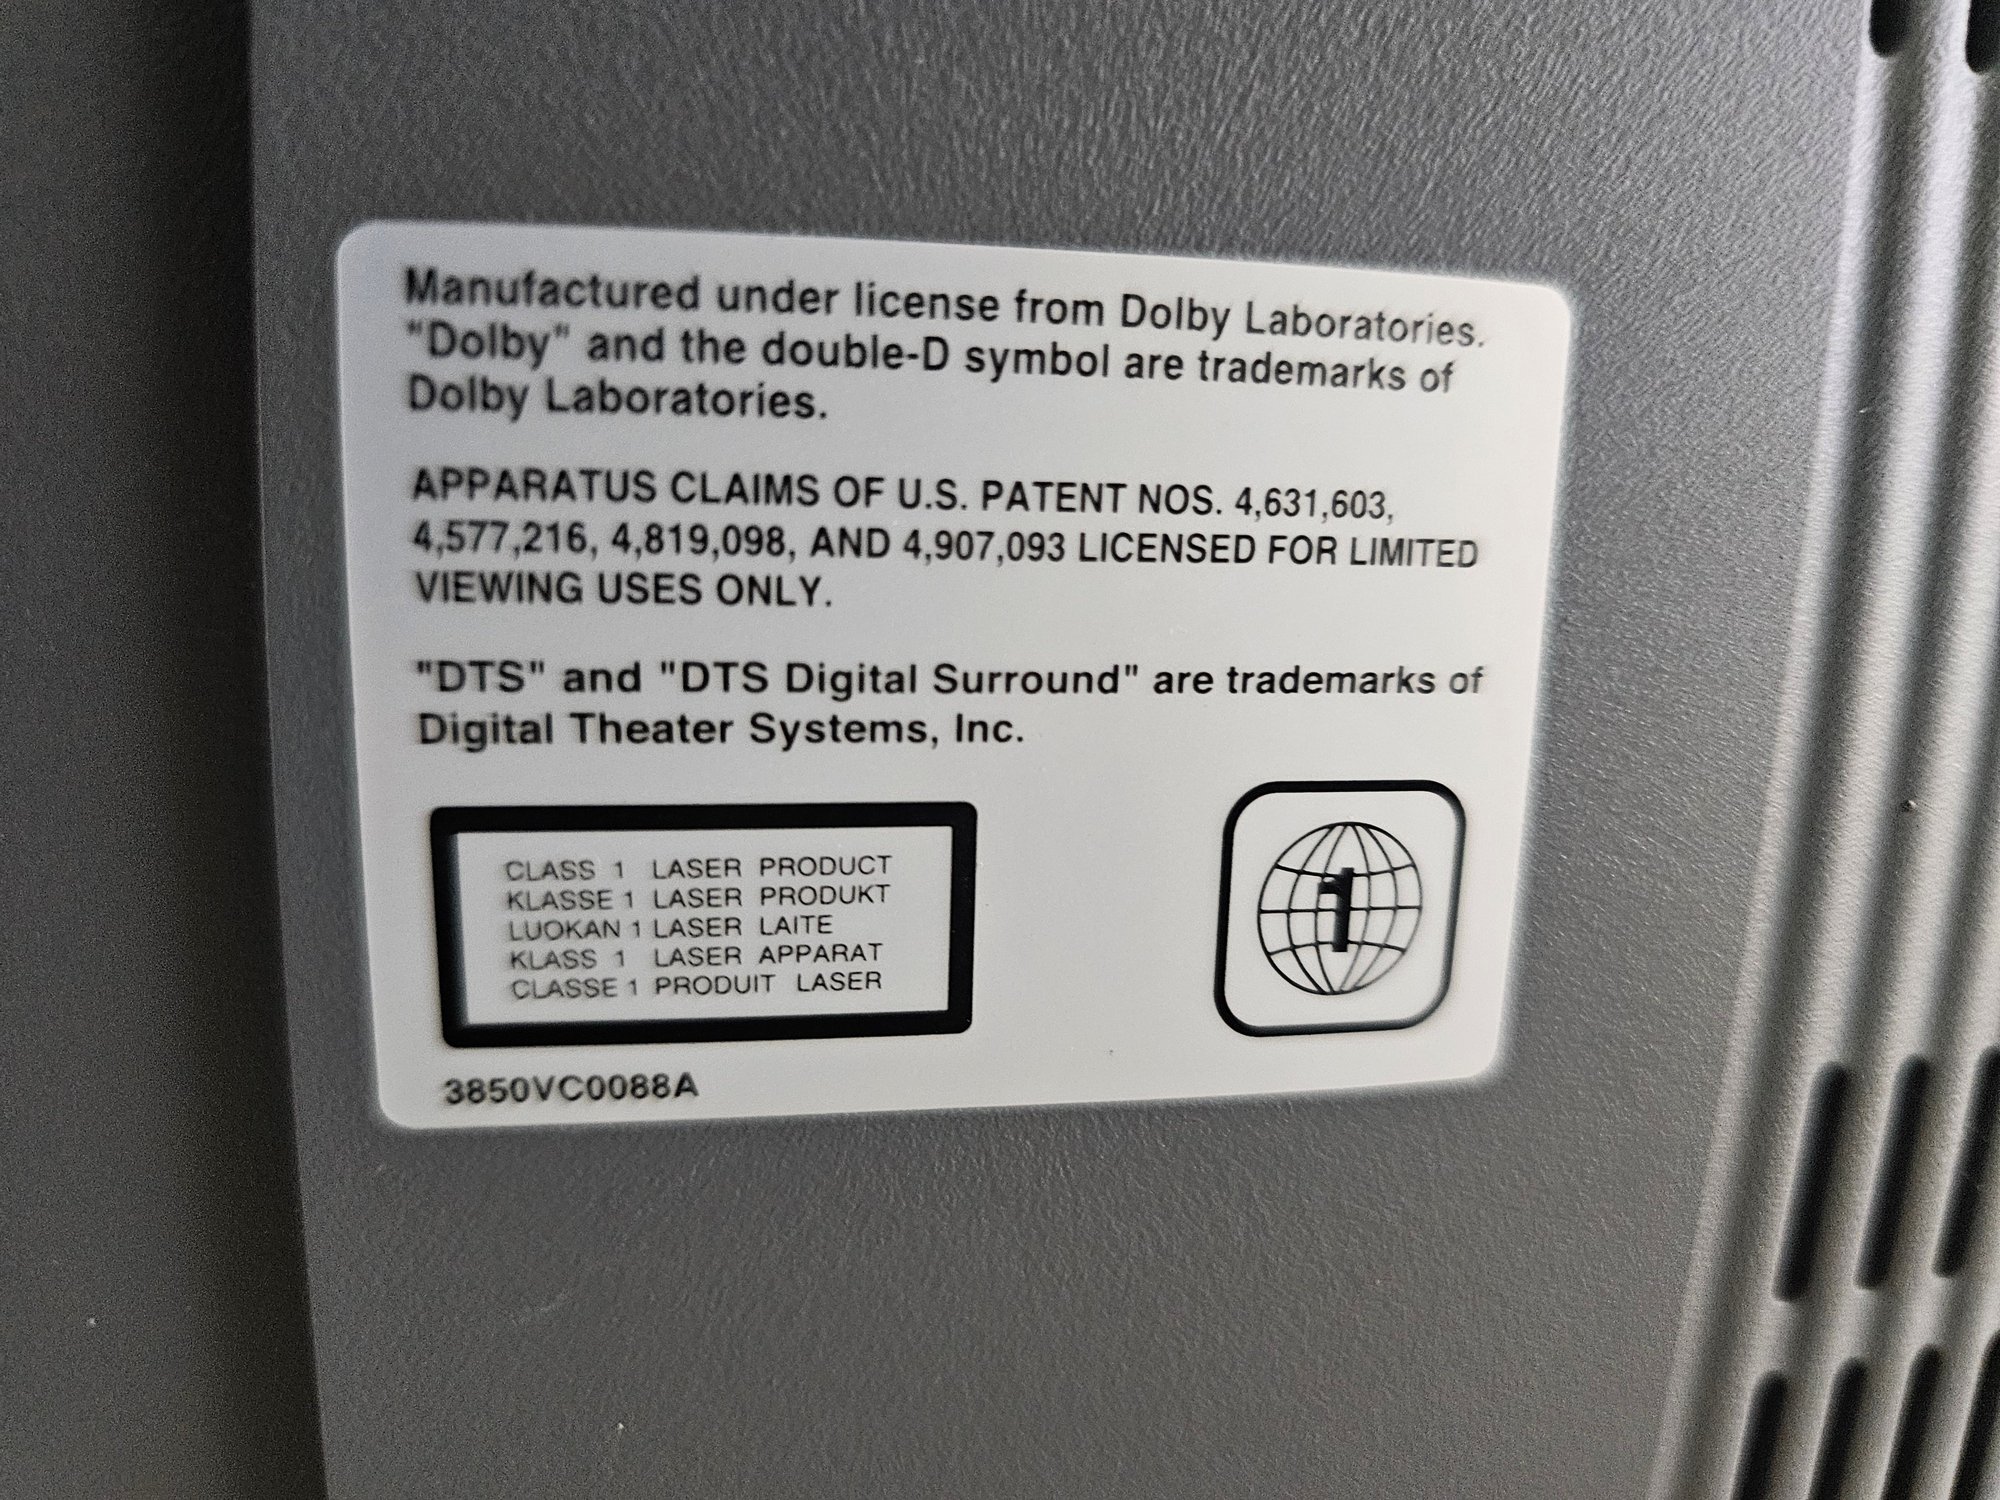 Manufactured under license from Dolby Laboratories.
"Dolby" and the double-D symbol are trademarks of
Dolby Laboratories.
APPARATUS CLAIMS OF U.S. PATENT NOS. 4,631,603,
4,577,216, 4,819,098, AND 4,907,093 LICENSED FOR LIMITED
VIEWING USES ONLY.
"DTS" and "DTS Digital Surround" are trademarks of
Digital Theater Systems, Inc.
CLASS 1 LASER PRODUCT
KLASSE 1 LASER PRODUKT
LUOKAN 1 LASER LAITE
KLASS 1 LASER APPARAT
CLASSE 1 PRODUIT LASER
1
3850VC0088A